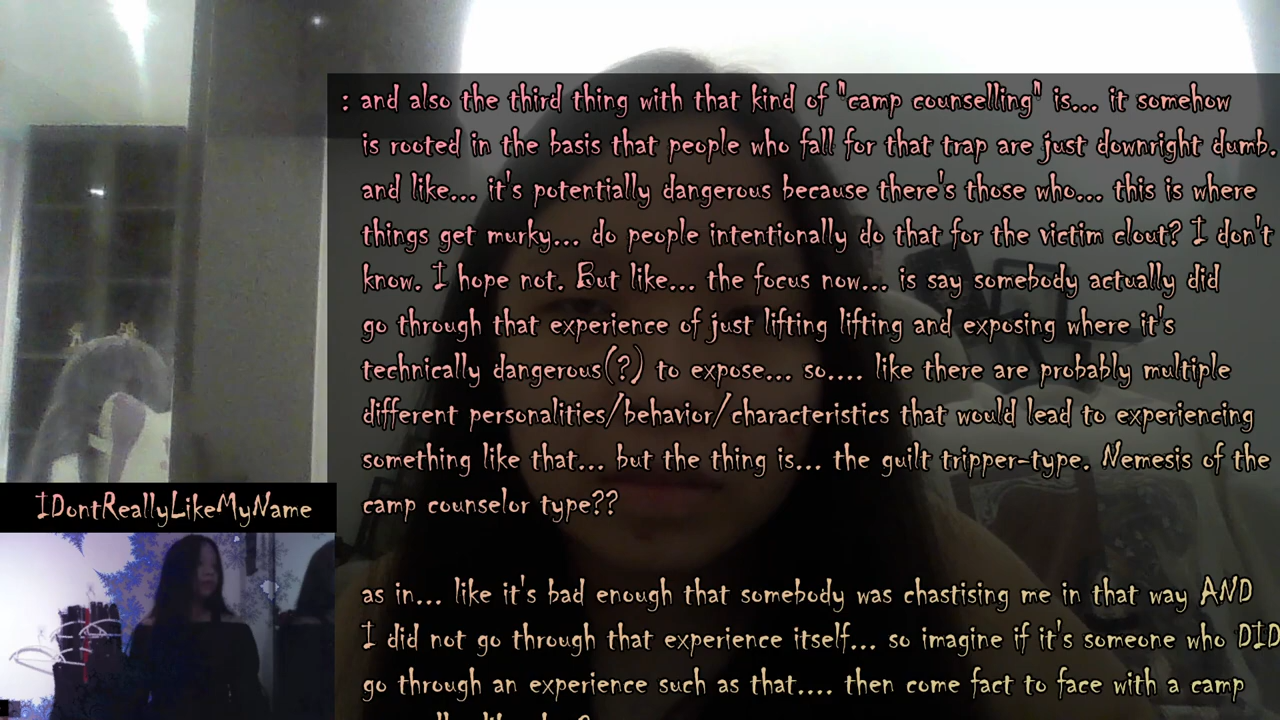 : and also the third thing with that kind of "camp counselling" is... it somehow
is rooted in the basis that people who fall for that trap are just downright dumb.
and like... it's potentially dangerous because there's those who... this is where
things get murky... do people intentionally do that for the victim clout? I don't
know. I hope not. But like... the focus now... is say somebody actually did
go through that experience of just lifting lifting and exposing where it's
technically dangerous(?) to expose... so.... like there are probably multiple
different personalities/behavior/characteristics that would lead to experiencing
something like that... but the thing is... the guilt tripper-type. Nemesis of the
camp counselor type??
as in... like it's bad enough that somebody was chastising me in that way AND
I did not go through that experience itself... so imagine if it's someone who DID
go through an experience such as that.... then come fact to face with a camp
IDontReallyLikeMyName